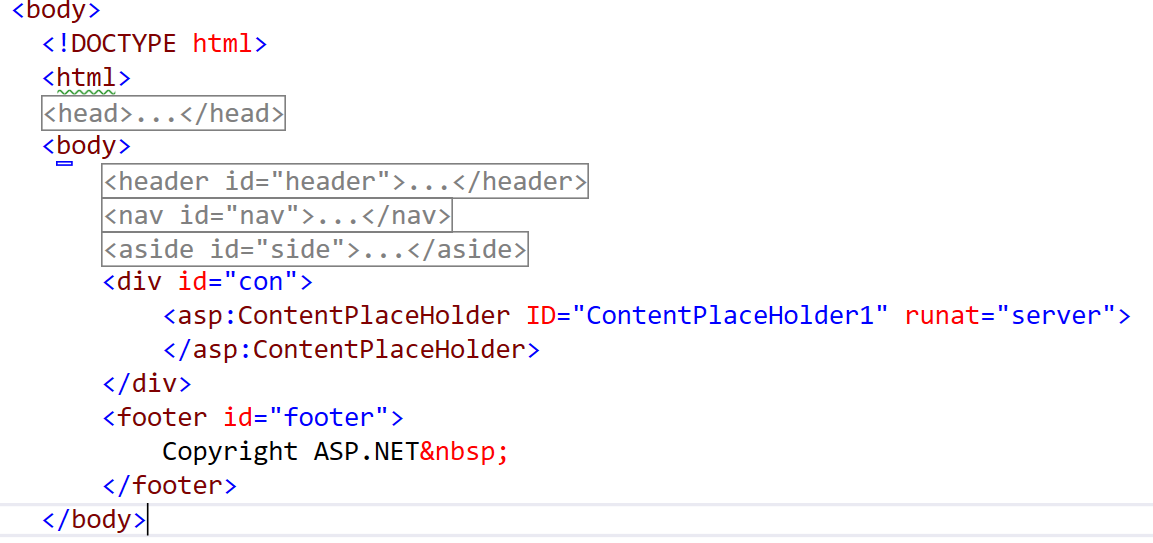 <body>
<!DOCTYPE html>
<html>
<head>...</head>
<body>
<header id="header">...</header>
<nav id="nav">...</nav>
<aside id="side">...</aside>
<div id="con">
<asp:ContentPlaceHolder ID="ContentPlaceHolder1" runat="server">
</asp:ContentPlaceHolder>
</div>
<footer id="footer">
Copyright ASP.NET&nbsp;
</footer>
</body>